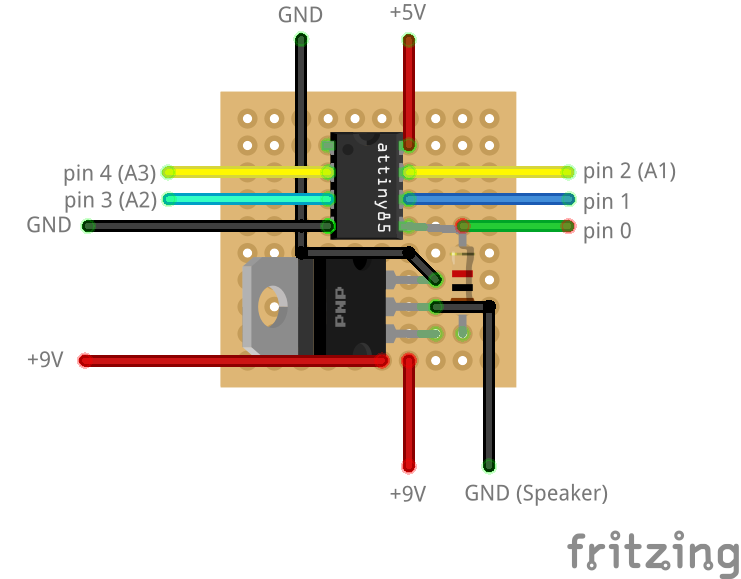 GND
+5V
pin 4 (A3)
pin 2 (A1)
pin 3 (A2)
pin 1
GND
pin 0
attiny85
PNP
+9V
+9V
GND (Speaker)
fritzing